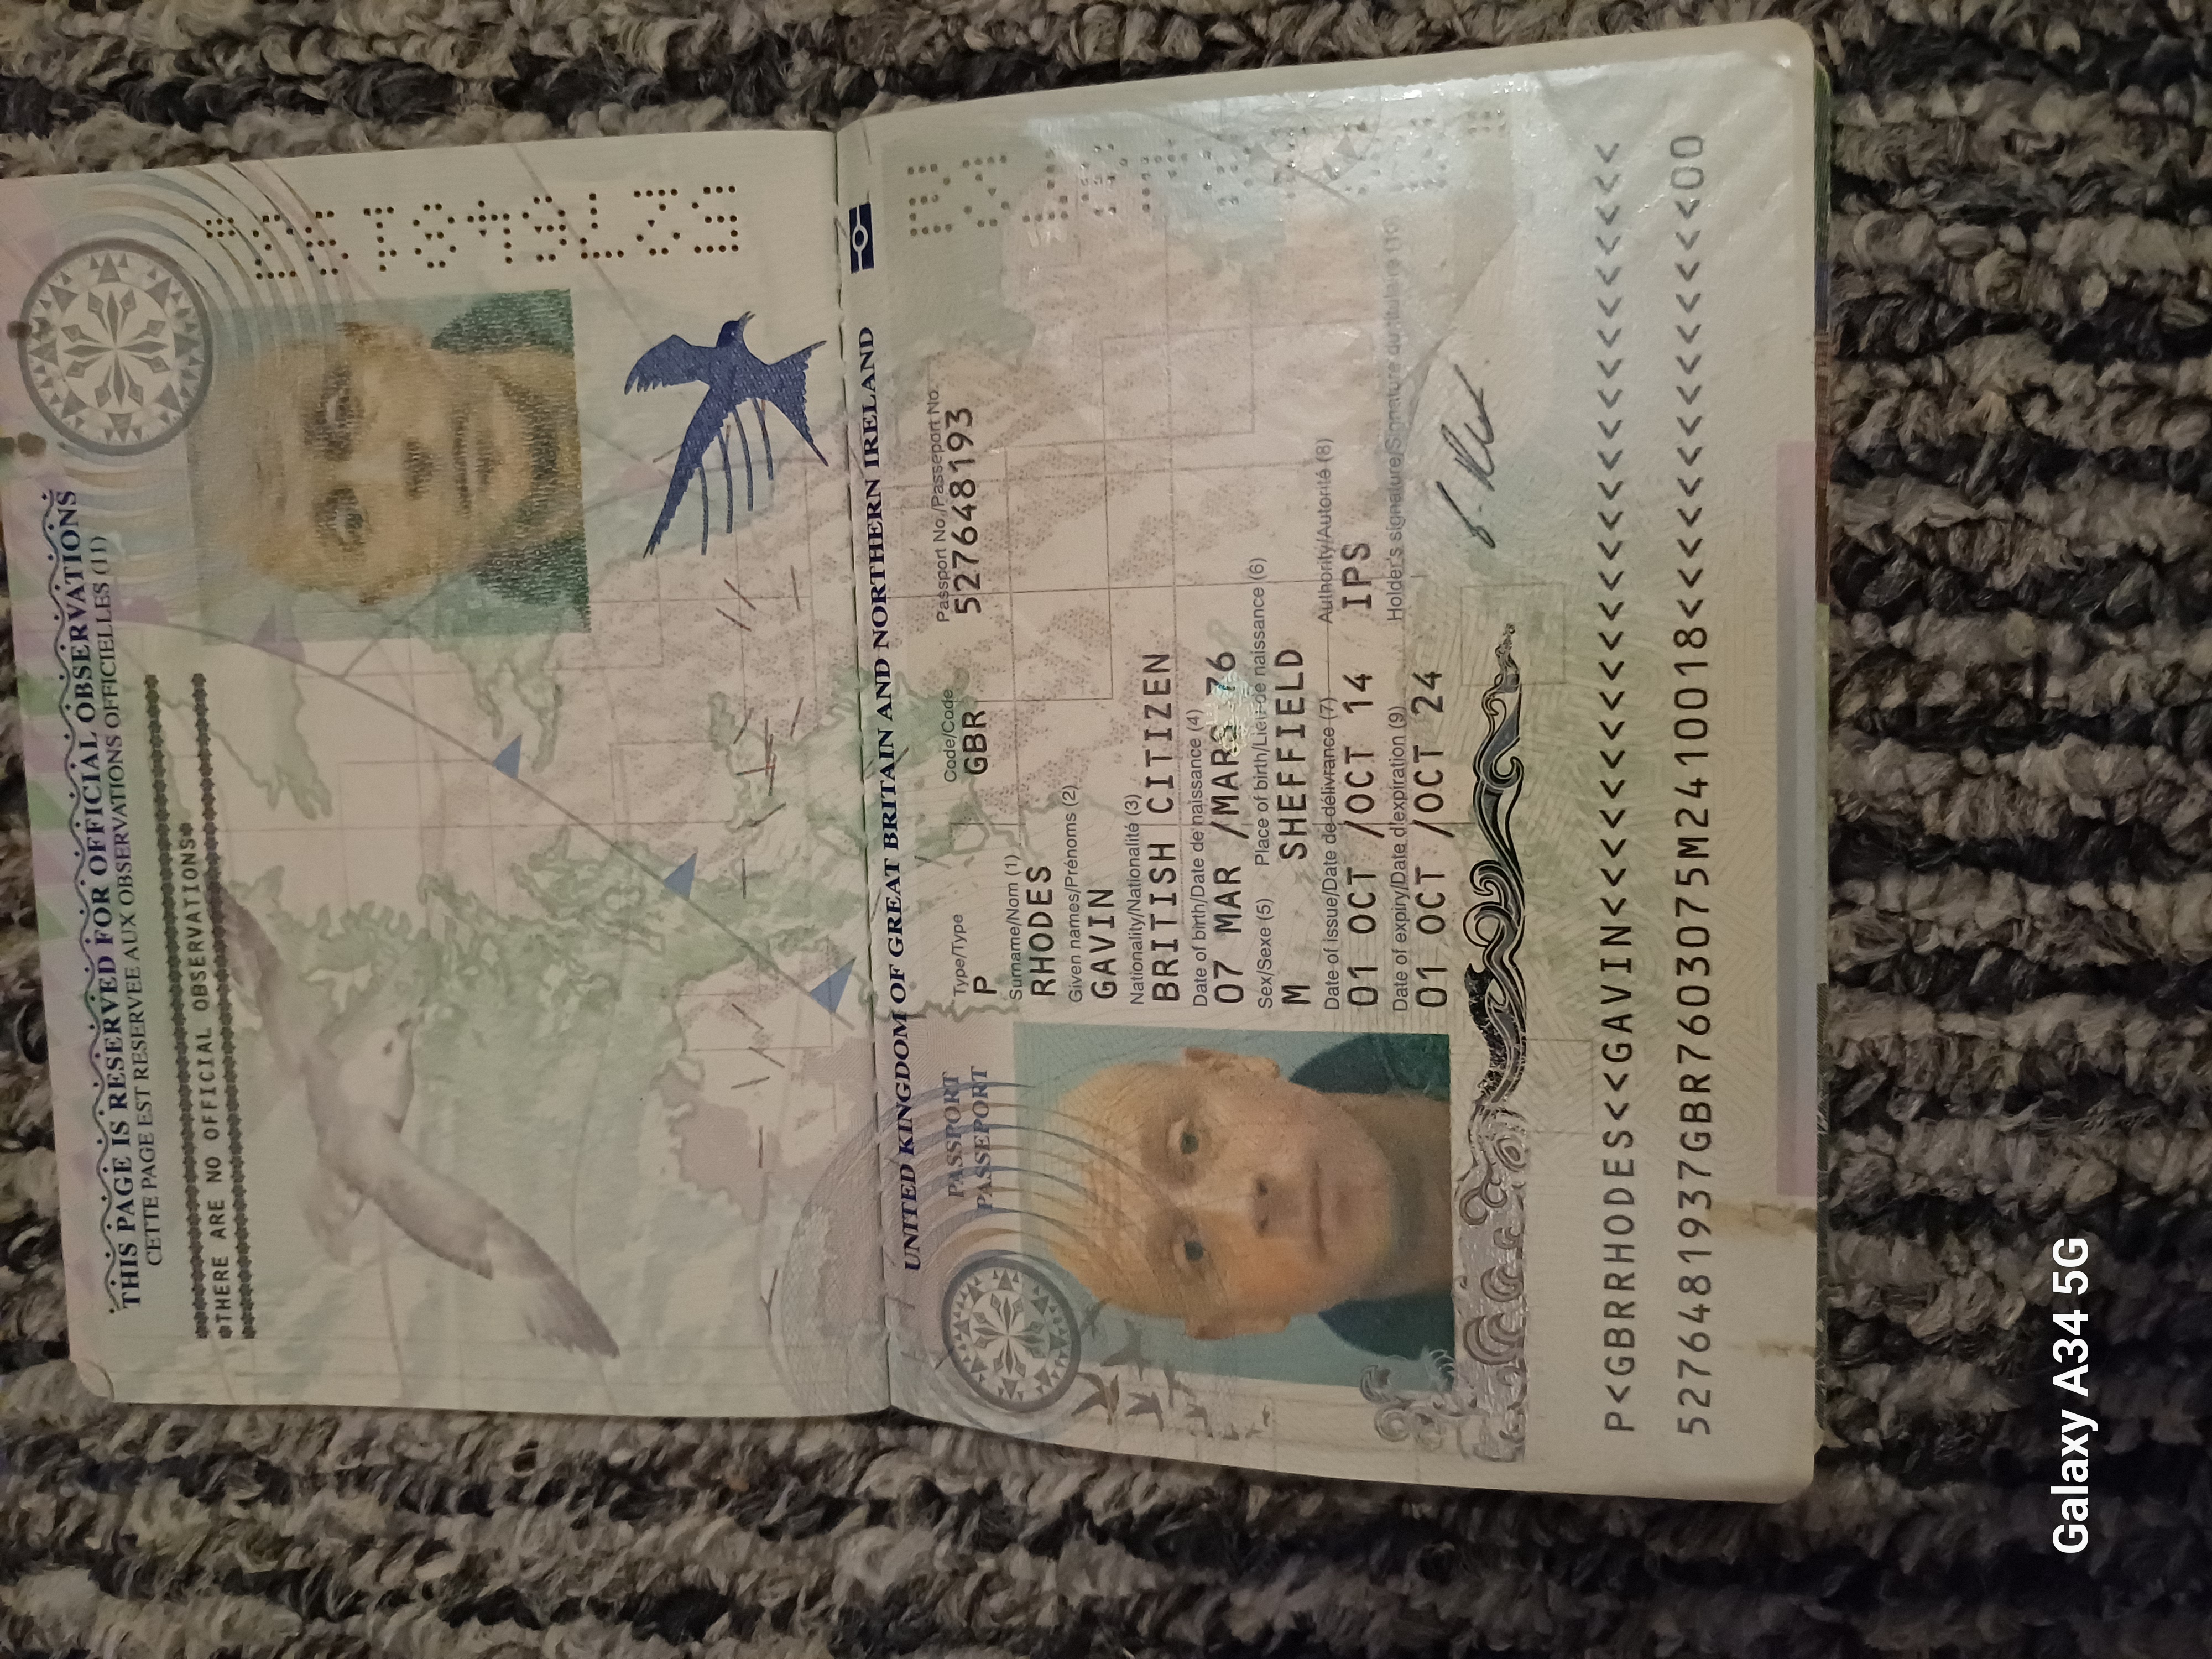 THIS PAGE IS RESERVED FOR OFFICIAL OBSERVATIONS
CETTE PAGE EST RESERVEE AUX OBSERVATIONS OFFICIELLES (11)
*THERE ARE NO OFFICIAL OBSERVATIONS*
UNITED KINGDOM OF GREAT BRITAIN AND NORTHERN IRELAND
PASSPORT
PASSEPORT
Type/Type Code/Code Passport No./Passeport No.
P GBR 527648193
Surname/Nom (1)
RHODES
Given names/Prénoms (2)
GAVIN
Nationality/Nationalité (3)
BRITISH CITIZEN
Date of birth/Date de naissance (4)
07 MAR /MARS 76
Sex/Sexe (5) Place of birth/Lieu de naissance (6)
M SHEFFIELD
Date of issue/Date de délivrance (7) Authority/Autorité (8)
01 OCT /OCT 14 IPS
Date of expiry/Date d'expiration (9) Holder's signature/Signature du titulaire (10)
01 OCT /OCT 24
P<GBRRHODES<<GAVIN<<<<<<<<<<<<<<<<<<<<<<<<<<
5276481937GBR7603075M2410018<<<<<<<<<<<<<<00
Galaxy A34 5G